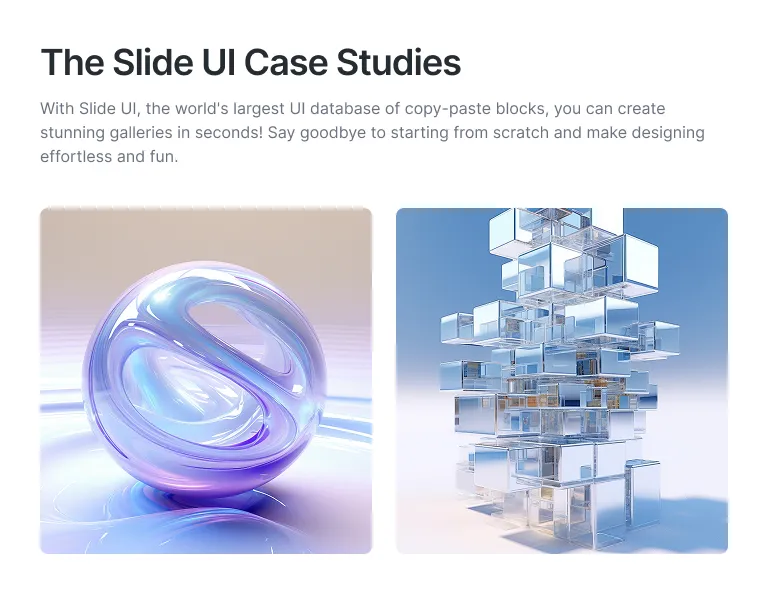 The Slide UI Case Studies
With Slide UI, the world's largest UI database of copy-paste blocks, you can create
stunning galleries in seconds! Say goodbye to starting from scratch and make designing
effortless and fun.